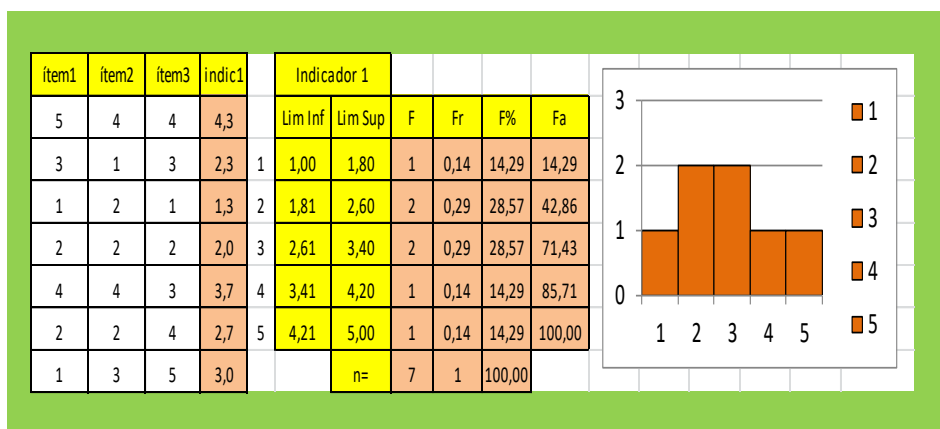 ítem1 ítem2 ítem3 indic1 Indicador 1
5 4 4 4,3 Lim Inf Lim Sup F Fr F% Fa
3 1 3 2,3 1 1,00 1,80 1 0,14 14,29 14,29
1 2 1 1,3 2 1,81 2,60 2 0,29 28,57 42,86
2 2 2 2,0 3 2,61 3,40 2 0,29 28,57 71,43
4 4 3 3,7 4 3,41 4,20 1 0,14 14,29 85,71
2 2 4 2,7 5 4,21 5,00 1 0,14 14,29 100,00
1 3 5 3,0 n= 7 1 100,00
3
2
1
0
1 2 3 4 5
1
2
3
4
5